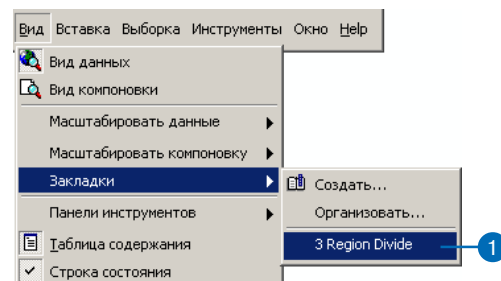 Вид Вставка Выборка Инструменты Окно Help
Вид данных
Вид компоновки
Масштабировать данные
Масштабировать компоновку
Закладки
Создать...
Панели инструментов
Организовать...
Таблица содержания
3 Region Divide
1
Строка состояния